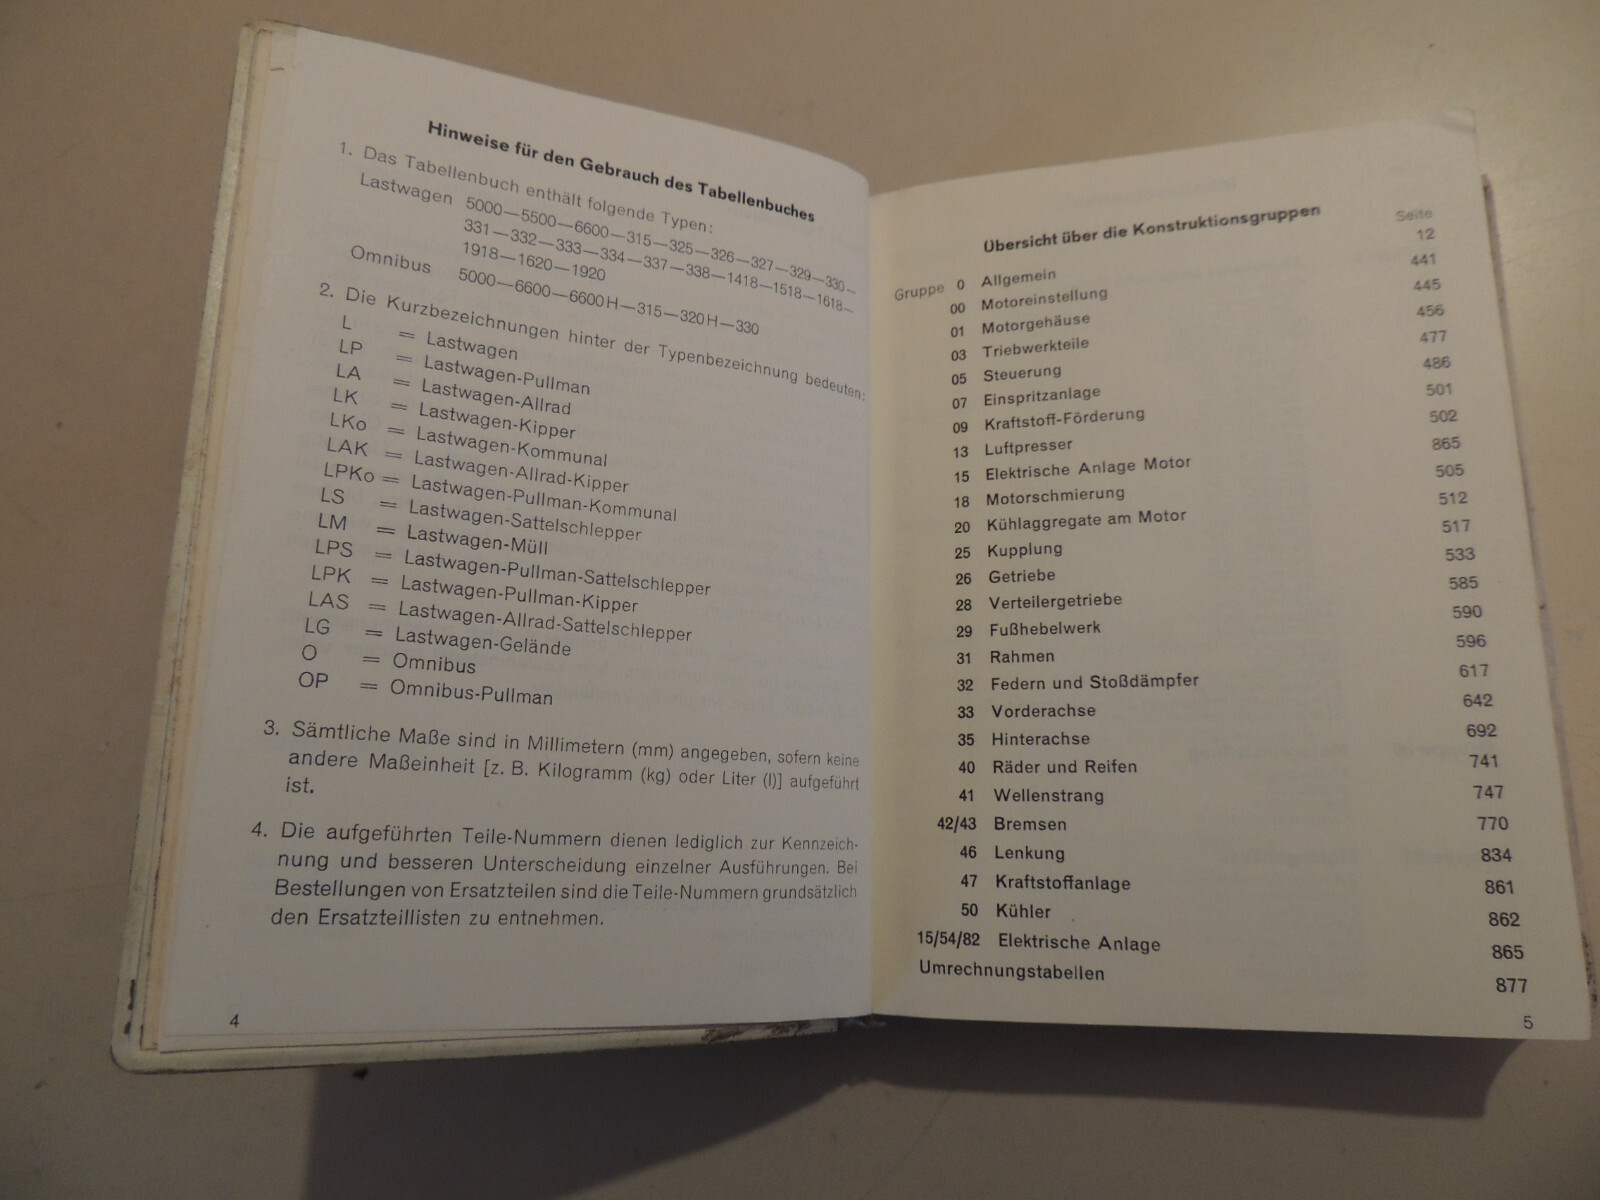 Hinweise für den Gebrauch des Tabellenbuches
1. Das Tabellenbuch enthält folgende Typen:
Lastwagen 5000—5500—6600—315—325—326—327—329—330—
331—332—333—334—337—338—1418—1518—1618—
1918—1620—1920
Omnibus 5000—6600—6600 H—315—320 H—330
2. Die Kurzbezeichnungen hinter der Typenbezeichnung bedeuten:
L = Lastwagen
LP = Lastwagen-Pullman
LA = Lastwagen-Allrad
LK = Lastwagen-Kipper
LKo = Lastwagen-Kommunal
LAK = Lastwagen-Allrad-Kipper
LPKo = Lastwagen-Pullman-Kommunal
LS = Lastwagen-Sattelschlepper
LM = Lastwagen-Müll
LPS = Lastwagen-Pullman-Sattelschlepper
LPK = Lastwagen-Pullman-Kipper
LAS = Lastwagen-Allrad-Sattelschlepper
LG = Lastwagen-Gelände
O = Omnibus
OP = Omnibus-Pullman
3. Sämtliche Maße sind in Millimetern (mm) angegeben, sofern keine
andere Maßeinheit [z. B. Kilogramm (kg) oder Liter (l)] aufgeführt
ist.
4. Die aufgeführten Teile-Nummern dienen lediglich zur Kennzeich-
nung und besseren Unterscheidung einzelner Ausführungen. Bei
Bestellungen von Ersatzteilen sind die Teile-Nummern grundsätzlich
den Ersatzteillisten zu entnehmen.
4
Übersicht über die Konstruktionsgruppen
Seite
Gruppe 0 Allgemein 12
00 Motoreinstellung 441
01 Motorgehäuse 445
03 Triebwerkteile 456
05 Steuerung 477
07 Einspritzanlage 486
09 Kraftstoff-Förderung 501
13 Luftpresser 502
15 Elektrische Anlage Motor 865
18 Motorschmierung 505
20 Kühlaggregate am Motor 512
25 Kupplung 517
26 Getriebe 533
28 Verteilergetriebe 585
29 Fußhebelwerk 590
31 Rahmen 596
32 Federn und Stoßdämpfer 617
33 Vorderachse 642
35 Hinterachse 692
40 Räder und Reifen 741
41 Wellenstrang 747
42/43 Bremsen 770
46 Lenkung 834
47 Kraftstoffanlage 861
50 Kühler 862
15/54/82 Elektrische Anlage 865
Umrechnungstabellen 877
5